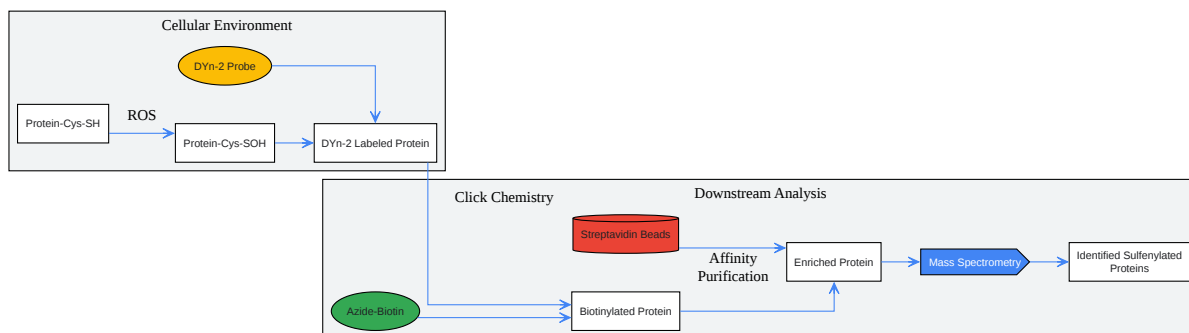 Cellular Environment
DYn-2 Probe
Protein-Cys-SH
ROS
Protein-Cys-SOH
DYn-2 Labeled Protein
Click Chemistry
Downstream Analysis
Streptavidin Beads
Affinity
Purification
Enriched Protein
Mass Spectrometry
Identified Sulfenylated
Proteins
Azide-Biotin
Biotinylated Protein